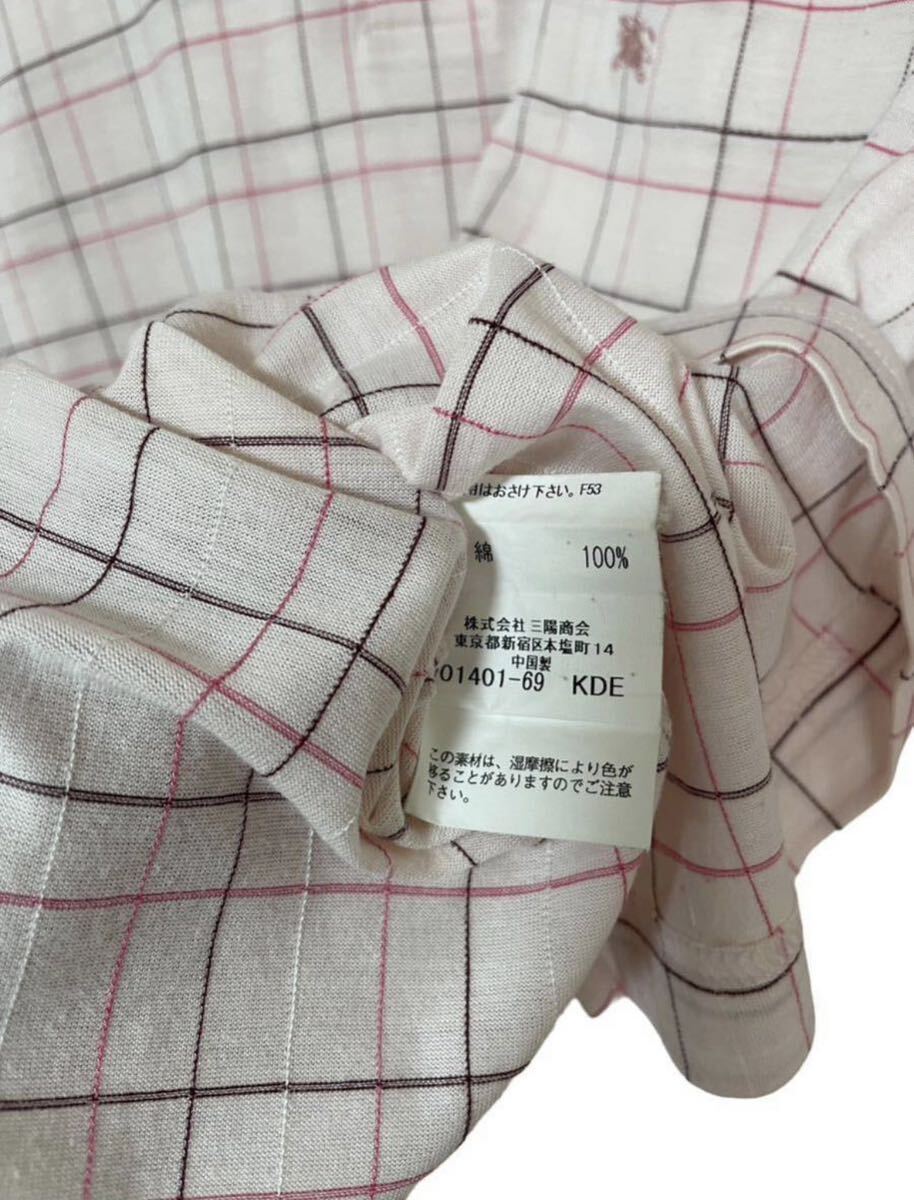 はおさけ下さい。F53
綿 100%
株式会社三陽商会
東京都新宿区本塩町14
中国製
01401-69 KDE
この素材は、湿摩擦により色が
移ることがありますのでご注意
下さい。